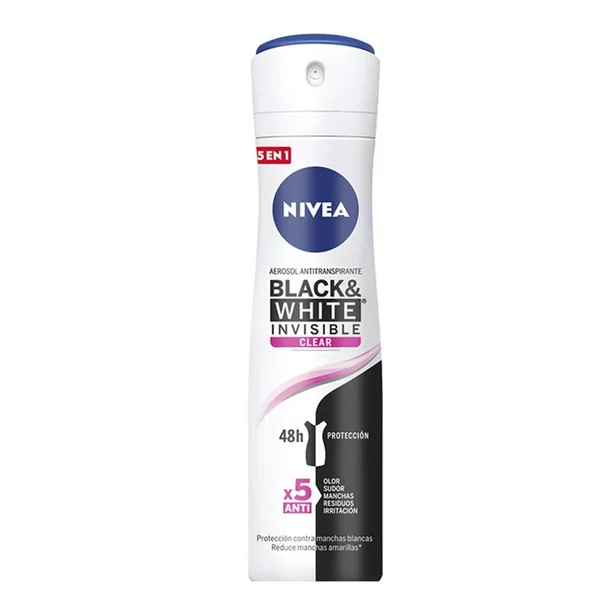 5 EN 1
NIVEA
AEROSOL ANTITRANSPIRANTE
BLACK&
WHITE®
INVISIBLE
CLEAR
48h PROTECCIÓN
x5
ANTI
OLOR
SUDOR
MANCHAS
RESIDUOS
IRRITACIÓN
Protección contra manchas blancas
Reduce manchas amarillas*